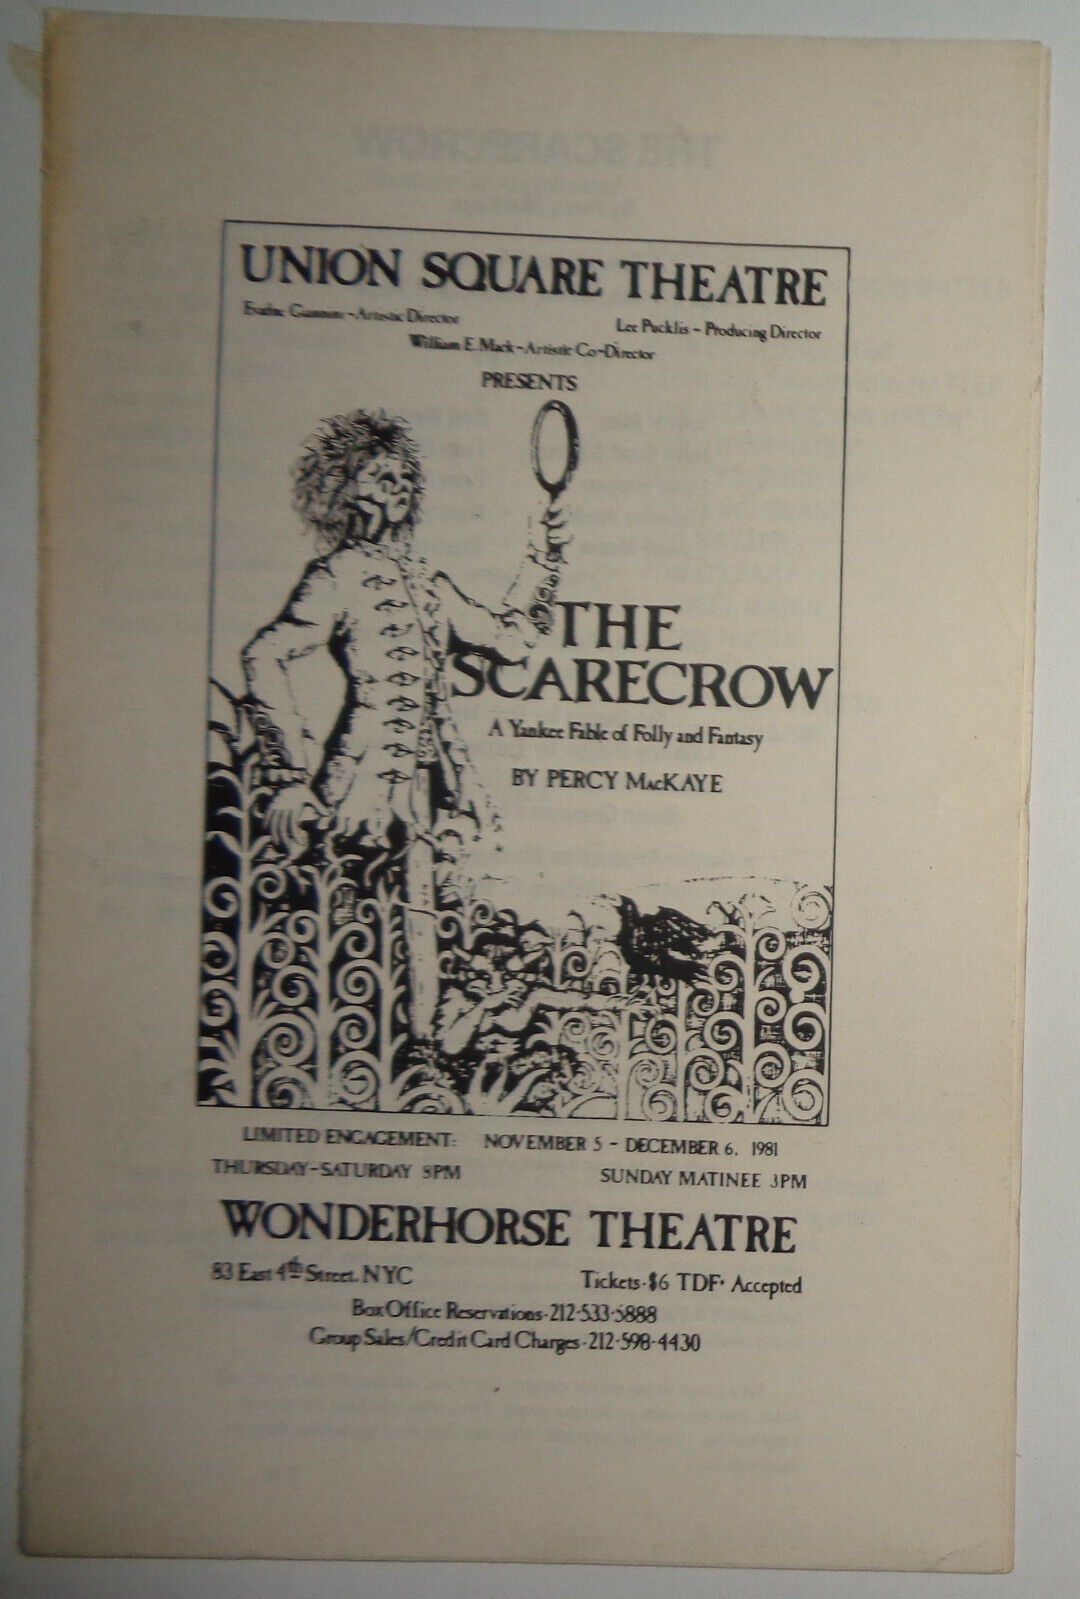 UNION SQUARE THEATRE
Giannini - Artistic Director
Lee Pucklis - Producing Director
William E. Mack - Artistic Co-Director
PRESENTS
THE
SCARECROW
A Yankee Fable of Folly and Fantasy
BY PERCY MACKAYE
LIMITED ENGAGEMENT: NOVEMBER 5 - DECEMBER 6, 1981
THURSDAY-SATURDAY 8PM SUNDAY MATINEE 3PM
WONDERHORSE THEATRE
83 East 4th Street, NYC Tickets·$6 TDF· Accepted
Box Office Reservations·212·533·5888
Group Sales/Credit Card Charges·212·598·4430